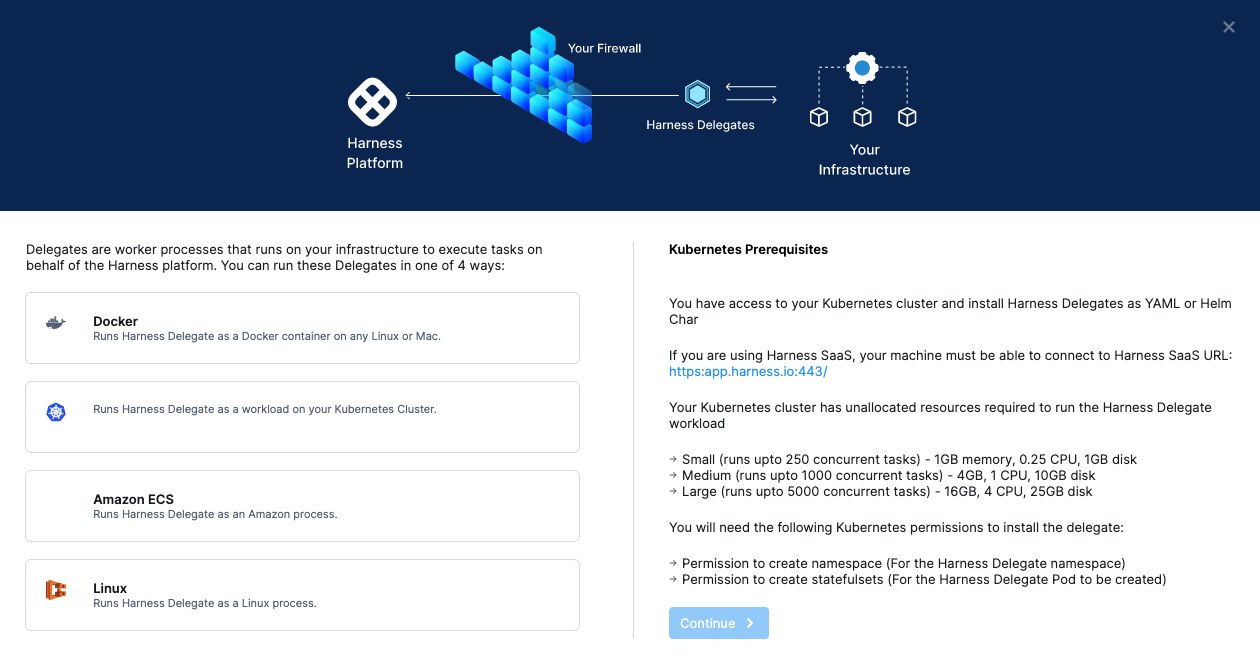 Your Firewall
Harness Delegates
Harness
Platform
Your
Infrastructure
Delegates are worker processes that runs on your infrastructure to execute tasks on
behalf of the Harness platform. You can run these Delegates in one of 4 ways:
Docker
Runs Harness Delegate as a Docker container on any Linux or Mac.
Runs Harness Delegate as a workload on your Kubernetes Cluster.
Amazon ECS
Runs Harness Delegate as an Amazon process.
Linux
Runs Harness Delegate as a Linux process.
Kubernetes Prerequisites
You have access to your Kubernetes cluster and install Harness Delegates as YAML or Helm
Char
If you are using Harness SaaS, your machine must be able to connect to Harness SaaS URL:
https:app.harness.io:443/
Your Kubernetes cluster has unallocated resources required to run the Harness Delegate
workload
→ Small (runs upto 250 concurrent tasks) - 1GB memory, 0.25 CPU, 1GB disk
→ Medium (runs upto 1000 concurrent tasks) - 4GB, 1 CPU, 10GB disk
→ Large (runs upto 5000 concurrent tasks) - 16GB, 4 CPU, 25GB disk
You will need the following Kubernetes permissions to install the delegate:
→ Permission to create namespace (For the Harness Delegate namespace)
→ Permission to create statefulsets (For the Harness Delegate Pod to be created)
Continue